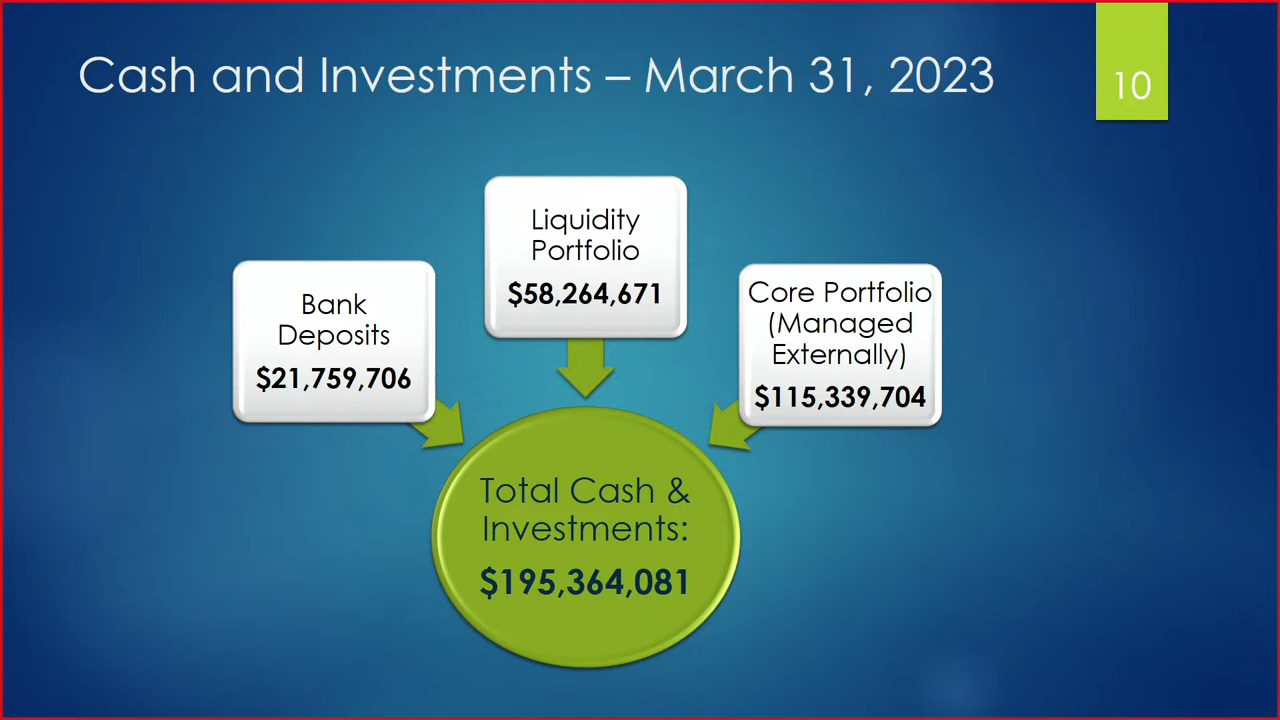 Cash and Investments – March 31, 2023
10
Liquidity
Portfolio
$58,264,671
Bank
Deposits
$21,759,706
Core Portfolio
(Managed
Externally)
$115,339,704
Total Cash &
Investments:
$195,364,081